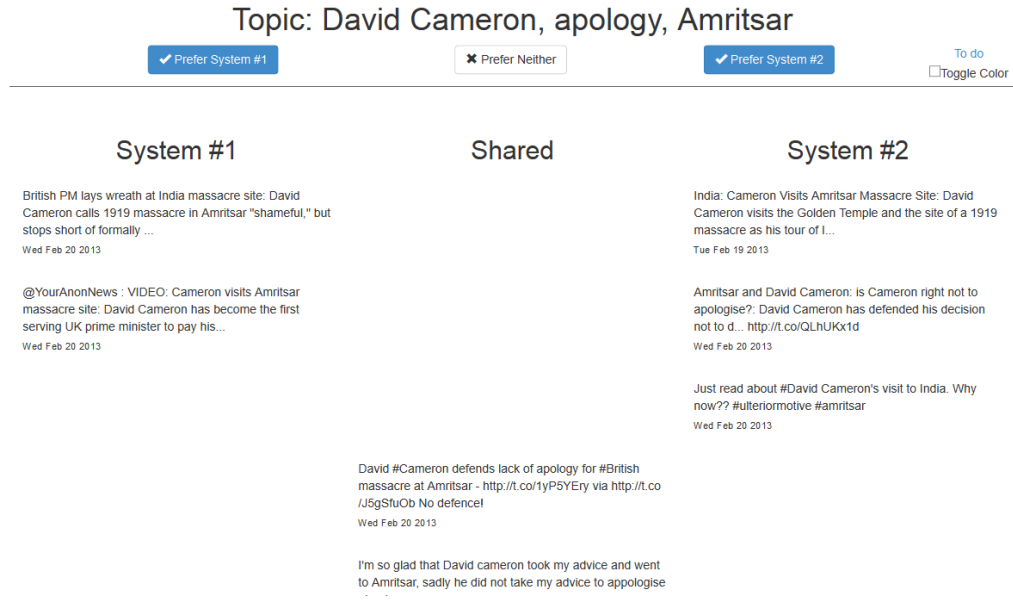 Topic: David Cameron, apology, Amritsar
Prefer System #1
Prefer Neither
Prefer System #2
To do
Toggle Color
System #1
Shared
System #2
British PM lays wreath at India massacre site: David
Cameron calls 1919 massacre in Amritsar "shameful," but
stops short of formally ...
Wed Feb 20 2013
@YourAnonNews : VIDEO: Cameron visits Amritsar
massacre site: David Cameron has become the first
serving UK prime minister to pay his...
Wed Feb 20 2013
India: Cameron Visits Amritsar Massacre Site: David
Cameron visits the Golden Temple and the site of a 1919
massacre as his tour of I...
Tue Feb 19 2013
Amritsar and David Cameron: is Cameron right not to
apologise?: David Cameron has defended his decision
not to d... http://t.co/QLhUKx1d
Wed Feb 20 2013
Just read about #David Cameron's visit to India. Why
now?? #ulteriormotive #amritsar
Wed Feb 20 2013
David #Cameron defends lack of apology for #British
massacre at Amritsar - http://t.co/1yP5YEry via http://t.co
/J5gSfuOb No defence!
Wed Feb 20 2013
I'm so glad that David cameron took my advice and went
to Amritsar, sadly he did not take my advice to appologise